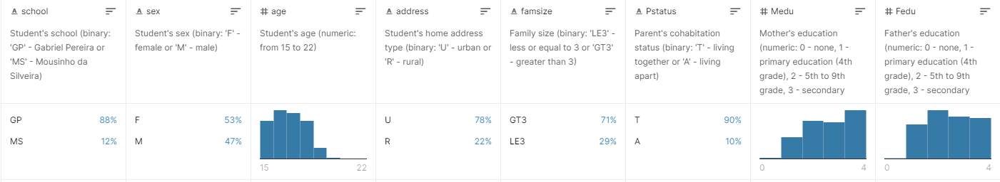 school
Student's school (binary:
'GP' - Gabriel Pereira or
'MS' - Mousinho da
Silveira)
GP 88%
MS 12%
sex
Student's sex (binary: 'F' -
female or 'M' - male)
F 53%
M 47%
# age
Student's age (numeric:
from 15 to 22)
15 22
address
Student's home address
type (binary: 'U' - urban or
'R' - rural)
U 78%
R 22%
famsize
Family size (binary: 'LE3' -
less or equal to 3 or 'GT3'
- greater than 3)
GT3 71%
LE3 29%
Pstatus
Parent's cohabitation
status (binary: 'T' - living
together or 'A' - living
apart)
T 90%
A 10%
# Medu
Mother's education
(numeric: 0 - none, 1 -
primary education (4th
grade), 2 - 5th to 9th
grade, 3 - secondary
0 4
# Fedu
Father's education
(numeric: 0 - none, 1 -
primary education (4th
grade), 2 - 5th to 9th
grade, 3 - secondary
0 4